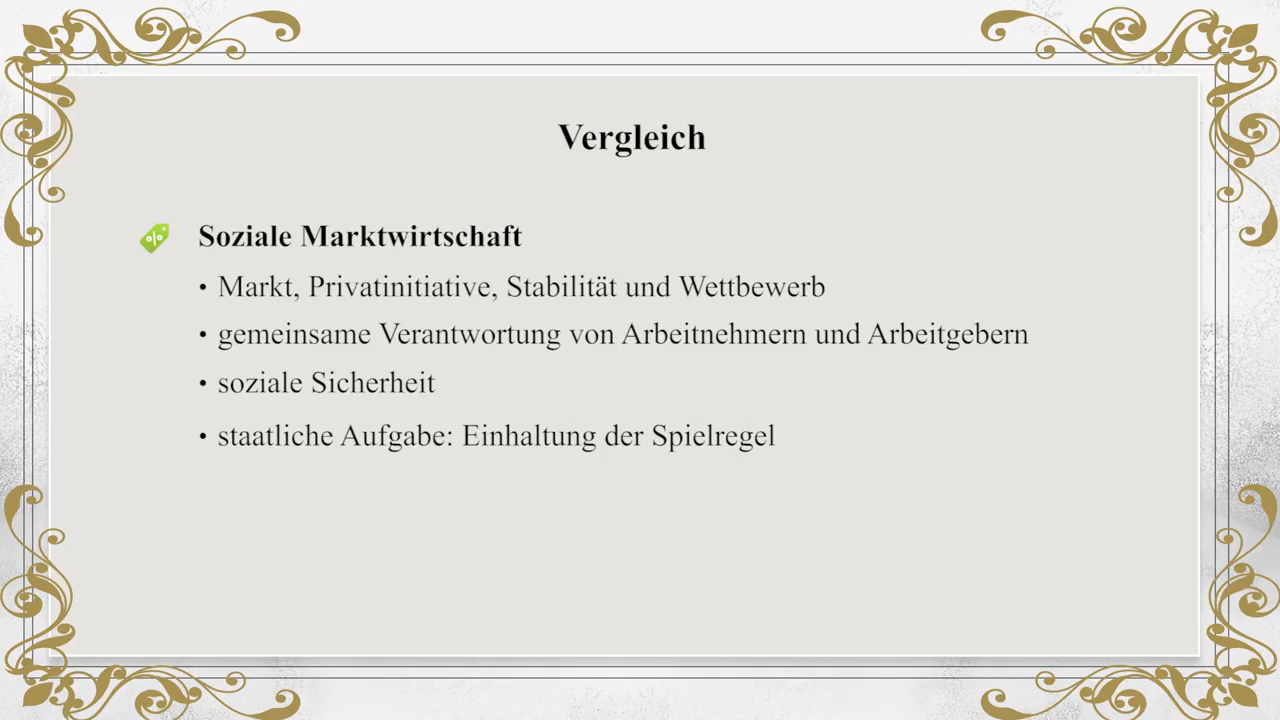 Vergleich
Soziale Marktwirtschaft
• Markt, Privatinitiative, Stabilität und Wettbewerb
• gemeinsame Verantwortung von Arbeitnehmern und Arbeitgebern
• soziale Sicherheit
• staatliche Aufgabe: Einhaltung der Spielregel